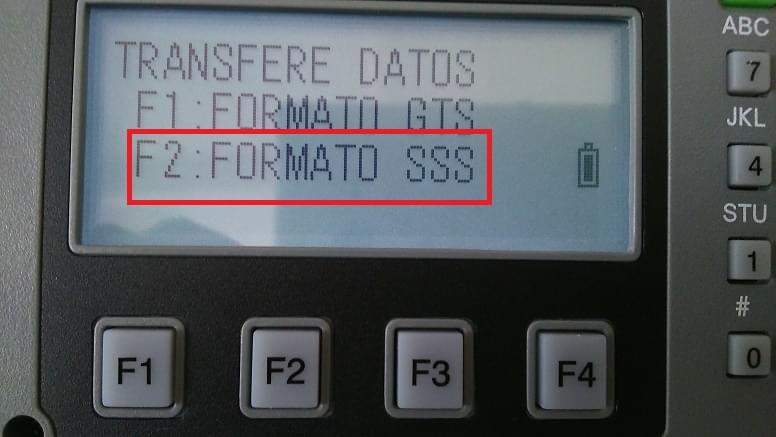 TRANSFERE DATOS
F1:FORMATO GTS
F2:FORMATO SSS
ABC
7
JKL
4
STU
1
#
0
F1
F2
F3
F4